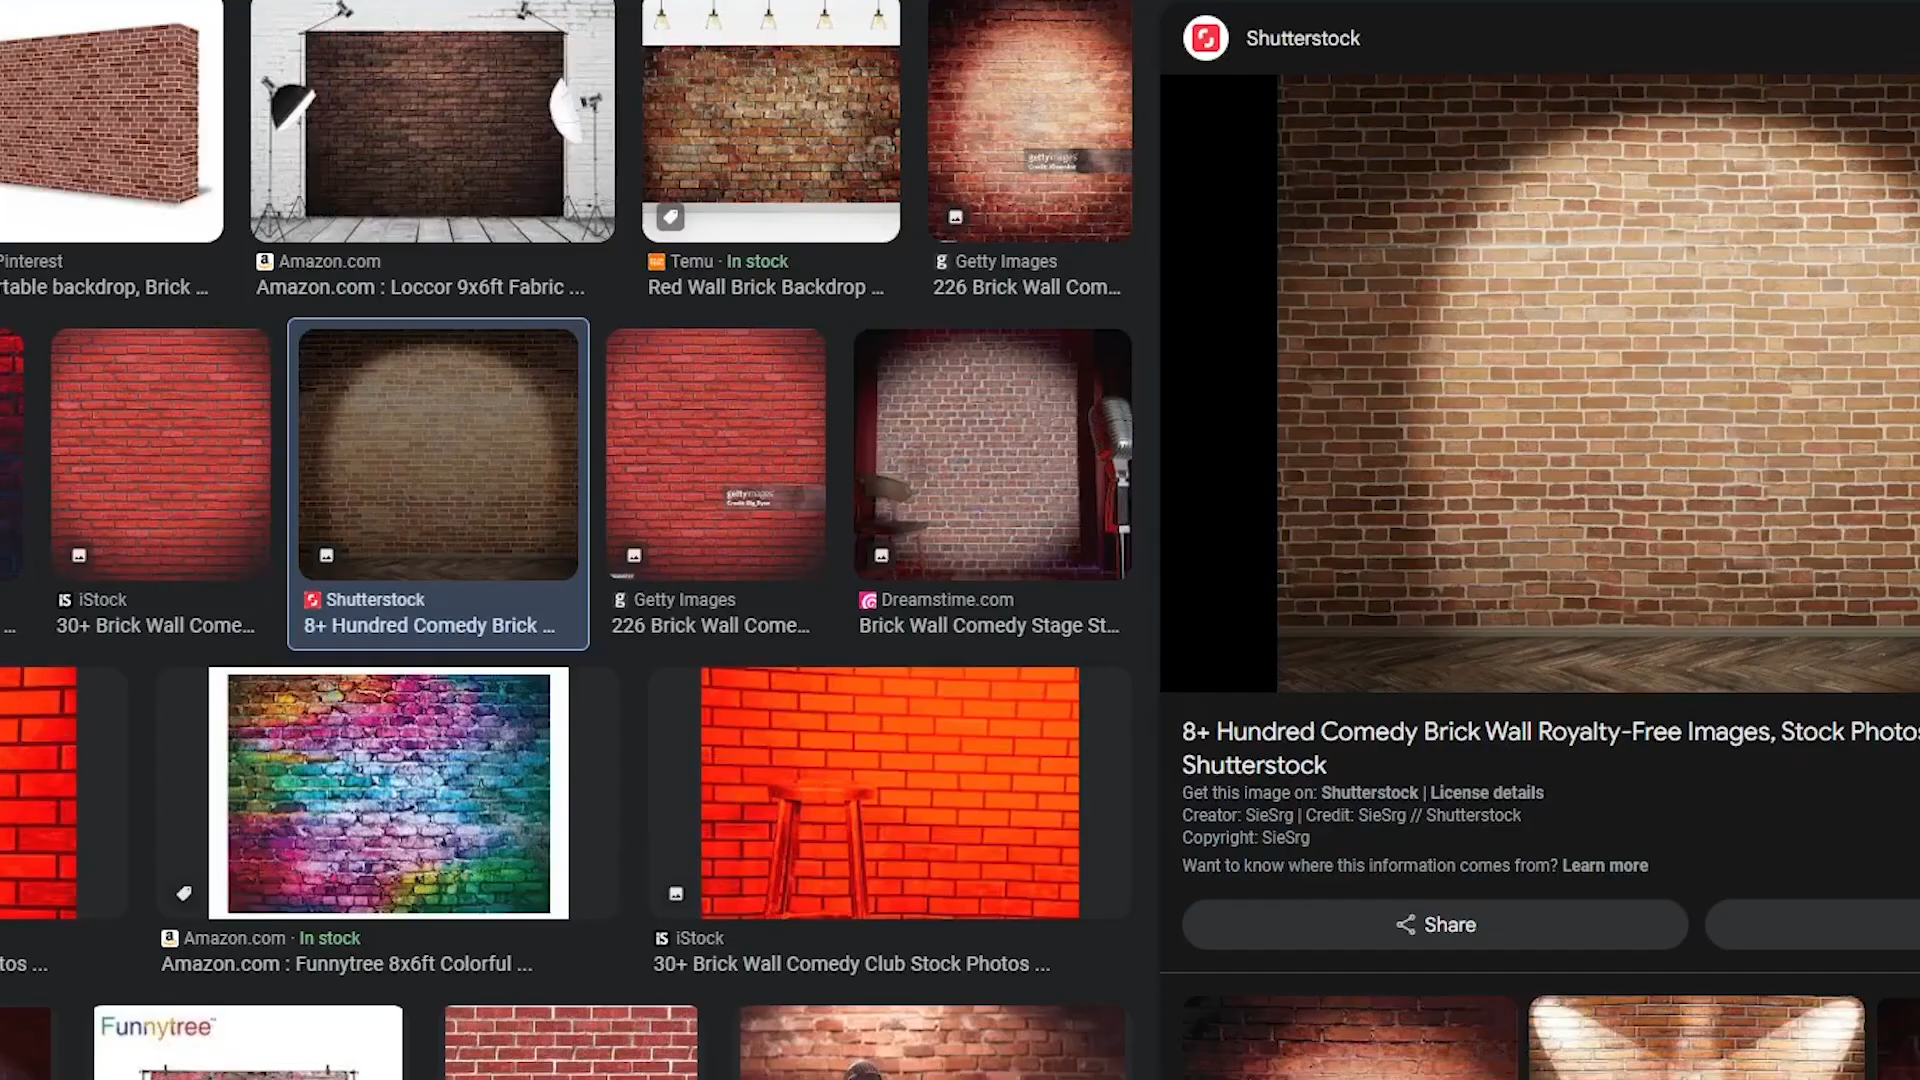 Shutterstock
Pinterest
rtable backdrop, Brick ...
Amazon.com
Amazon.com : Loccor 9x6ft Fabric ...
Temu · In stock
Red Wall Brick Backdrop ...
gettyimages
Getty Images
226 Brick Wall Com...
...
iStock
30+ Brick Wall Come...
Shutterstock
8+ Hundred Comedy Brick ...
gettyimages
Getty Images
226 Brick Wall Come...
Dreamstime.com
Brick Wall Comedy Stage St...
tos ...
Amazon.com · In stock
Amazon.com : Funnytree 8x6ft Colorful ...
iStock
30+ Brick Wall Comedy Club Stock Photos ...
Funnytree
8+ Hundred Comedy Brick Wall Royalty-Free Images, Stock Photos
Shutterstock
Get this image on: Shutterstock | License details
Creator: SieSrg | Credit: SieSrg // Shutterstock
Copyright: SieSrg
Want to know where this information comes from? Learn more
Share